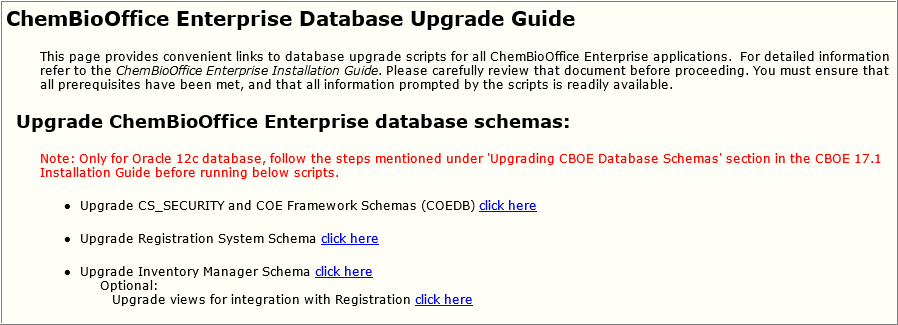 ChemBioOffice Enterprise Database Upgrade Guide
This page provides convenient links to database upgrade scripts for all ChemBioOffice Enterprise applications.  For detailed information
refer to the ChemBioOffice Enterprise Installation Guide. Please carefully review that document before proceeding. You must ensure that
all prerequisites have been met, and that all information prompted by the scripts is readily available.
Upgrade ChemBioOffice Enterprise database schemas:
Note: Only for Oracle 12c database, follow the steps mentioned under 'Upgrading CBOE Database Schemas' section in the CBOE 17.1
Installation Guide before running below scripts.
• Upgrade CS_SECURITY and COE Framework Schemas (COEDB) click here
• Upgrade Registration System Schema click here
• Upgrade Inventory Manager Schema click here
Optional:
Upgrade views for integration with Registration click here